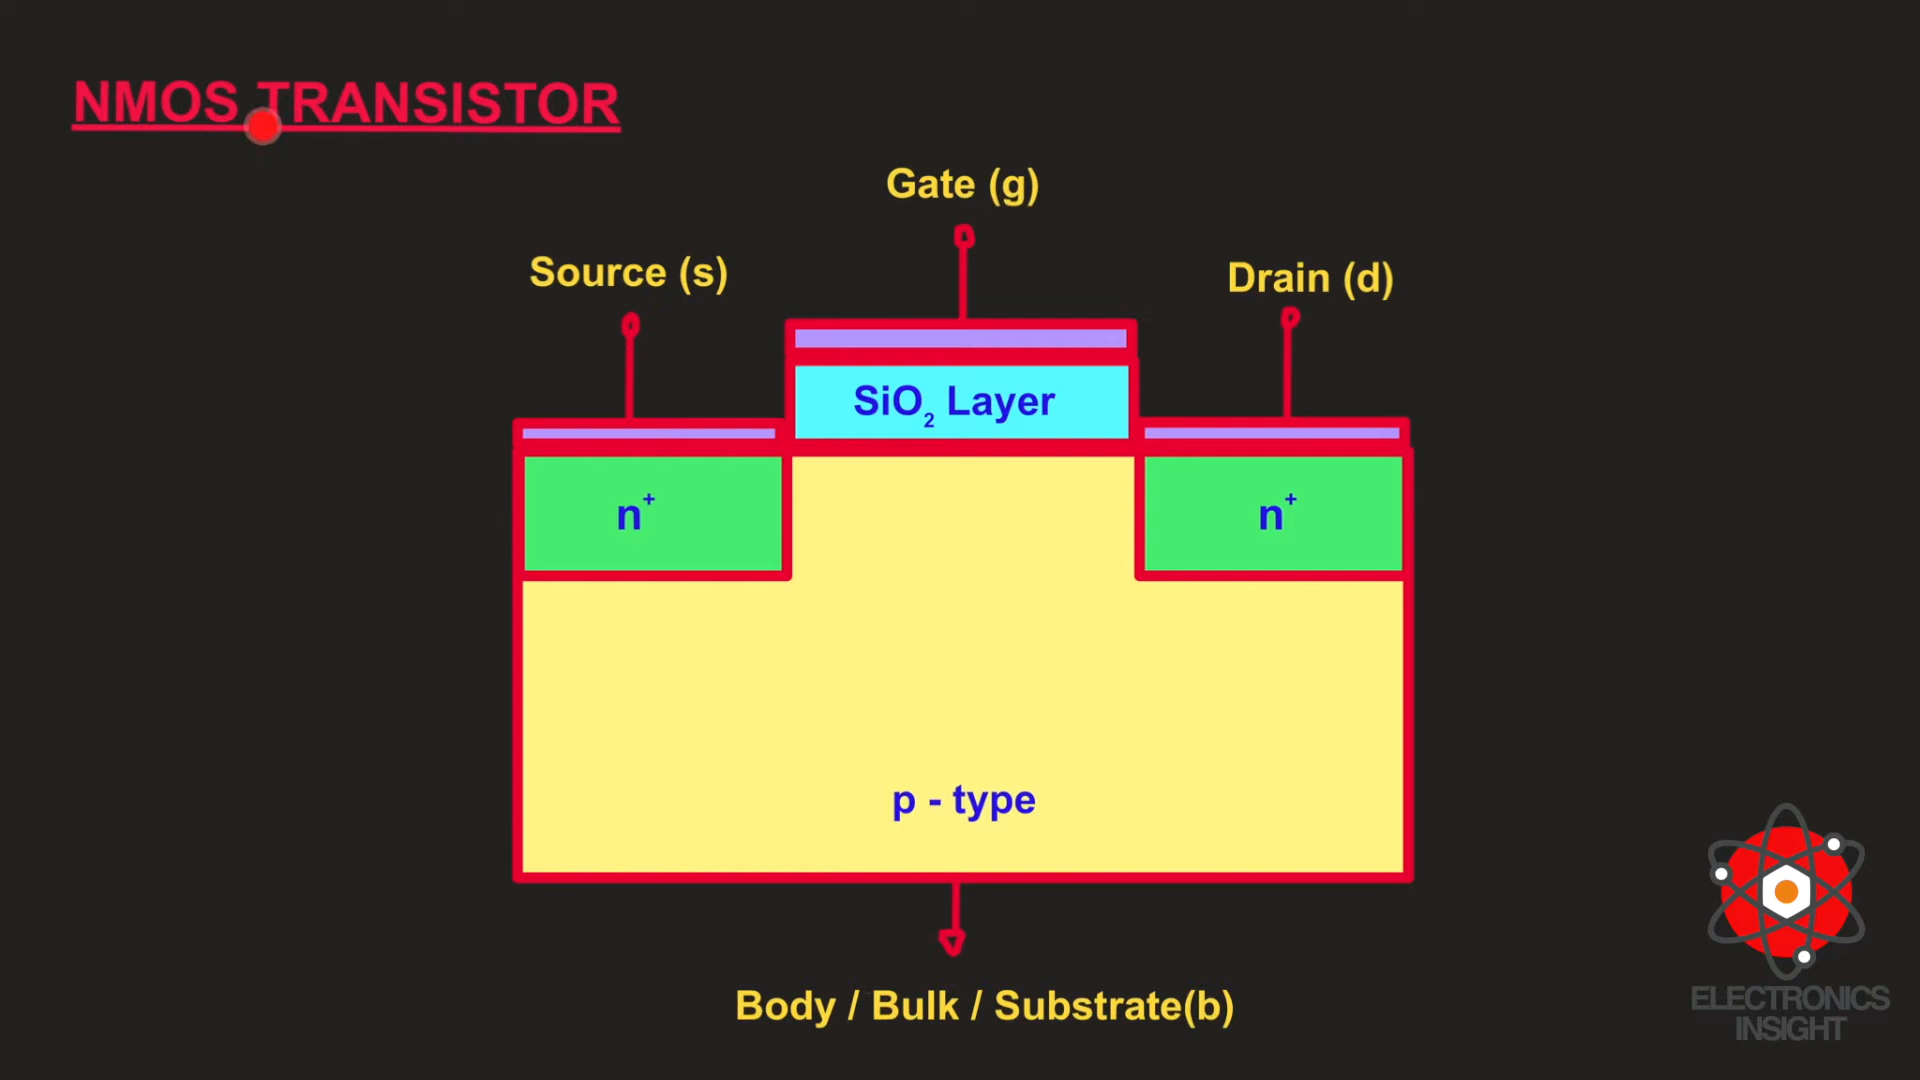 NMOS TRANSISTOR
Gate (g)
Source (s)
Drain (d)
SiO₂ Layer
n⁺
n⁺
p - type
Body / Bulk / Substrate(b)
ELECTRONICS
INSIGHT